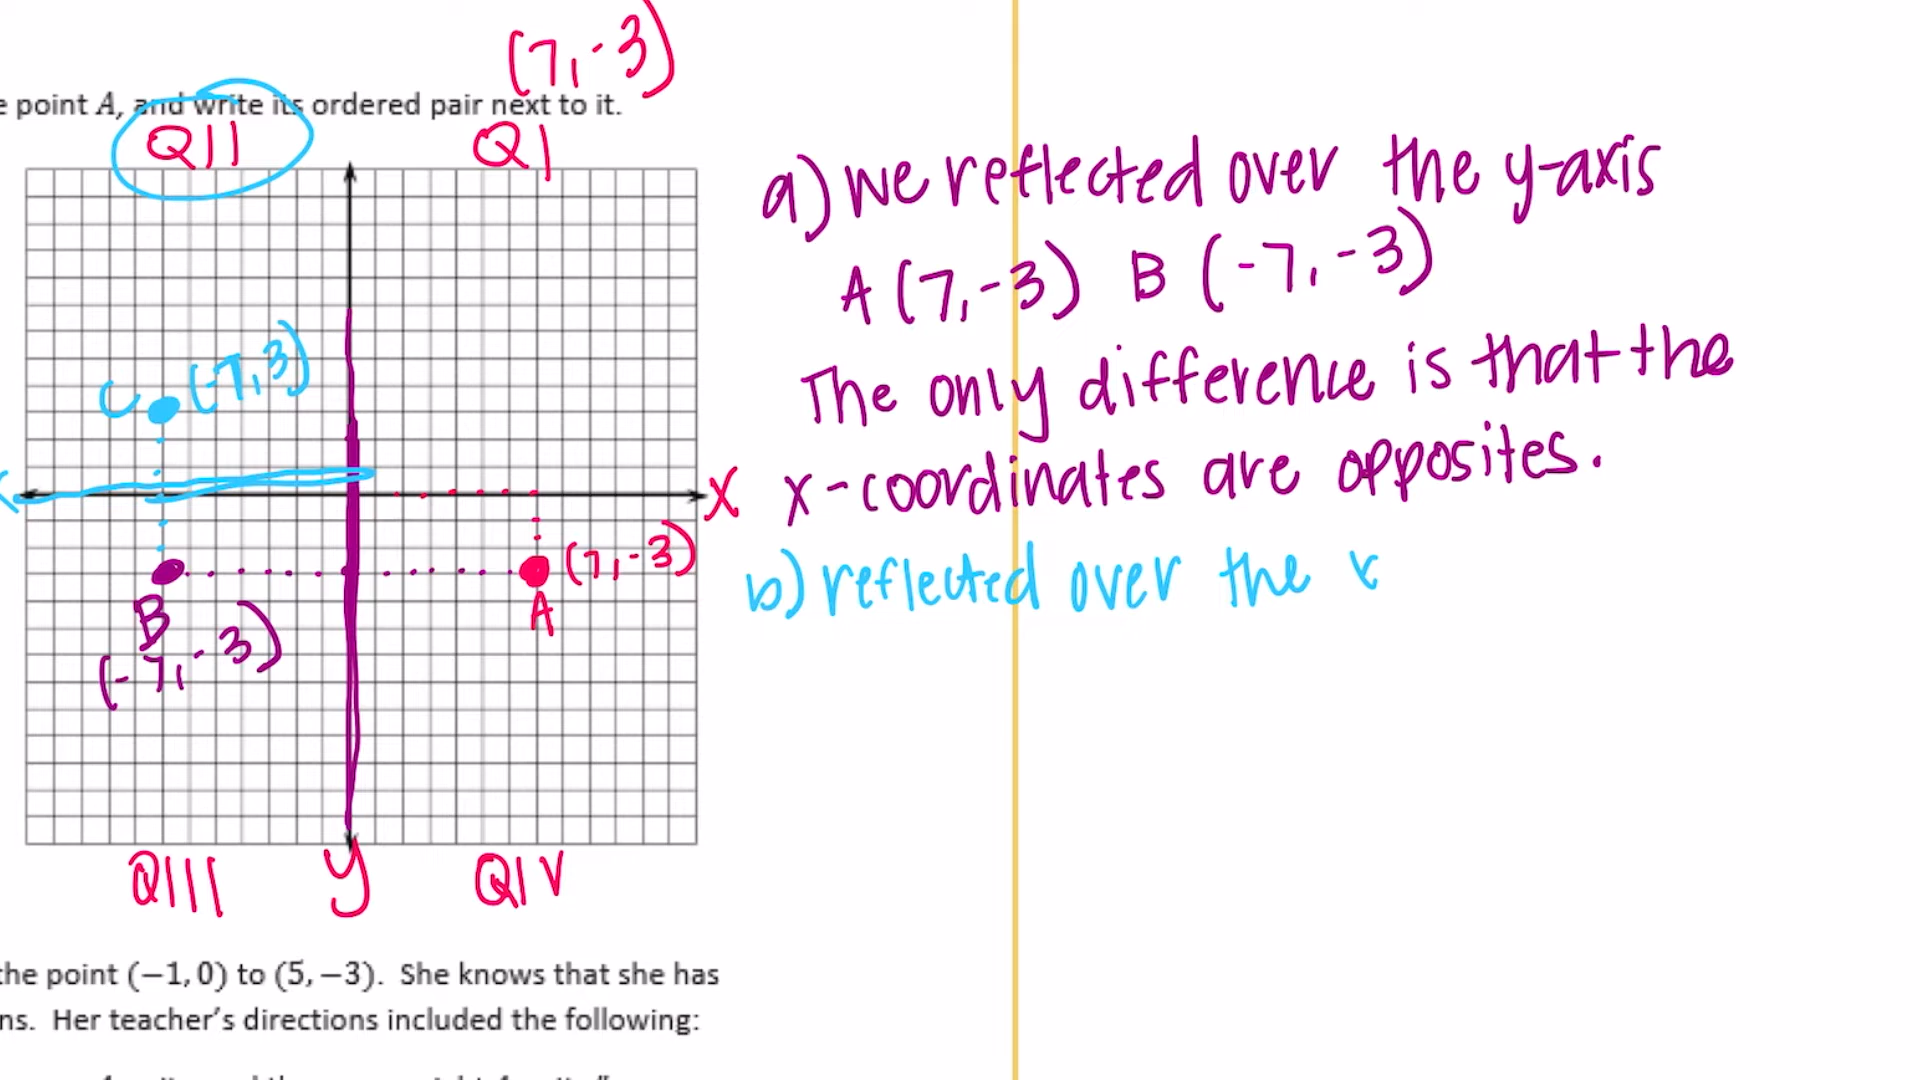 (7,-3)
e point A, and write its ordered pair next to it.
QII QI
a) we reflected over the y-axis
A (7,-3) B (-7,-3)
The only difference is that the
x-coordinates are opposites.
b) reflected over the x
C (-7,3)
X
(7,-3)
A
B
(-7,-3)
QIII y QIV
the point (−1, 0) to (5, −3). She knows that she has
ns. Her teacher's directions included the following: